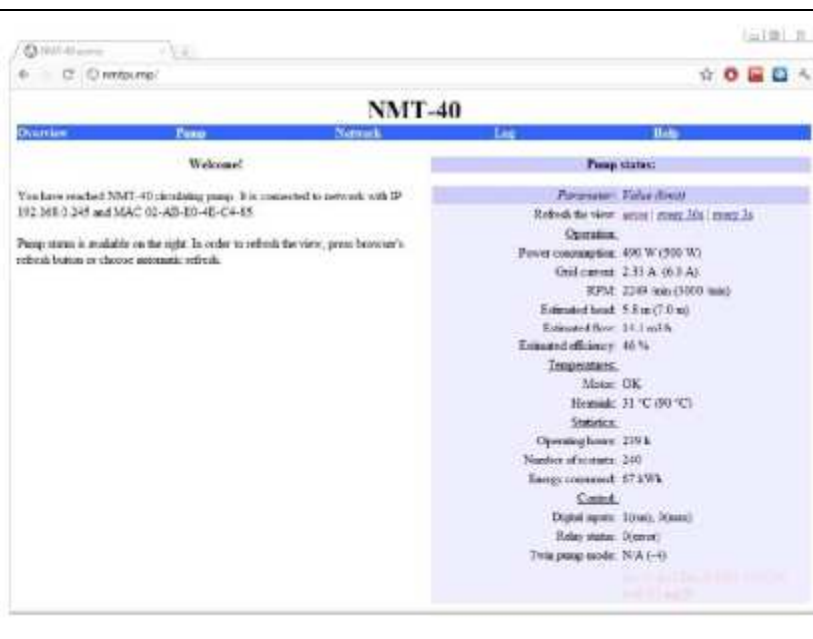 nmtpump/
NMT-40
Overview Pump Network Log Help
Welcome!
You have reached NMT-40 circulating pump. It is connected to network with IP
and MAC 02-AB-E0-4E-C4-85
Pump status is available on the right. In order to refresh the view, press browser's
refresh button or choose automatic refresh.
Pump status:
Parameter: Value (limit)
Refresh the view: never | every 10s | every 3s
Operation:
Power consumption: 490 W (500 W)
Grid current: 2.33 A (6.3 A)
RPM: 2249 /min (3000 /min)
Estimated head: 5.8 m (7.0 m)
Estimated flow: 14.1 m3/h
Estimated efficiency: 46 %
Temperatures:
Motor: OK
Heatsink: 31 °C (90 °C)
Statistics:
Operating hours: 239 h
Number of restarts: 240
Energy consumed: 67 kWh
Control:
Digital inputs: 1(run), 3(max)
Relay status: 0(error)
Twin pump mode: N/A (-4)